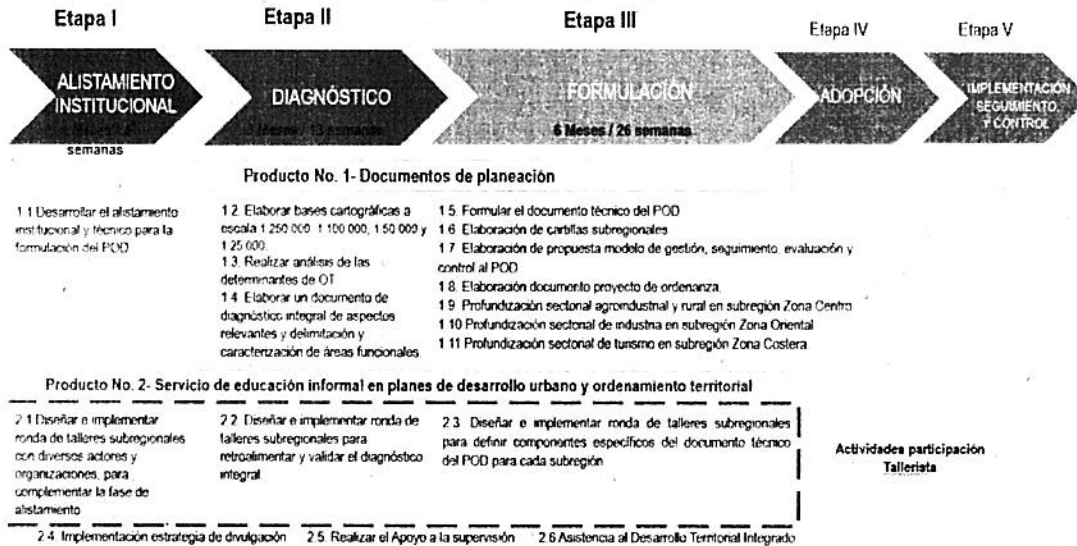 Etapa I
Etapa II
Etapa III
Etapa IV
Etapa V
ALISTAMIENTO
INSTITUCIONAL
semanas
DIAGNÓSTICO
Meses / 13 semanas
FORMULACIÓN
6 Meses / 26 semanas
ADOPCIÓN
IMPLEMENTACIÓN
SEGUIMIENTO
Y CONTROL
Producto No. 1- Documentos de planeación
1 1 Desarrollar el alistamiento
institucional y técnico para la
formulación del POD
1 2. Elaborar bases cartográficas a
escala 1 250 000 1 100 000, 1 50 000 y
1 25 000.
1 3. Realizar análisis de las
determinantes de OT
1 4. Elaborar un documento de
diagnóstico integral de aspectos
relevantes y delimitación y
caracterización de áreas funcionales
1 5. Formular el documento técnico del POD
1 6 Elaboración de cartillas subregionales
1 7 Elaboración de propuesta modelo de gestión, seguimiento, evaluación y
control al POD
1 8. Elaboración documento proyecto de ordenanza.
1 9 Profundización sectorial agroindustrial y rural en subregión Zona Centro
1 10 Profundización sectorial de industria en subregión Zona Oriental
1 11 Profundización sectorial de turismo en subregión Zona Costera
Producto No. 2- Servicio de educación informal en planes de desarrollo urbano y ordenamiento territorial
2 1 Diseñar e implementar
ronda de talleres subregionales
con diversos actores y
organizaciones, para
complementar la fase de
alistamiento
2 2 Diseñar e implementar ronda de
talleres subregionales para
retroalimentar y validar el diagnóstico
integral
2 3 Diseñar e implementar ronda de talleres subregionales
para definir componentes específicos del documento técnico
del POD para cada subregión
Actividades participación
Tallerista
2 4 Implementación estrategia de divulgación 2 5 Realizar el Apoyo a la supervisión 2 6 Asistencia al Desarrollo Territorial Integrado